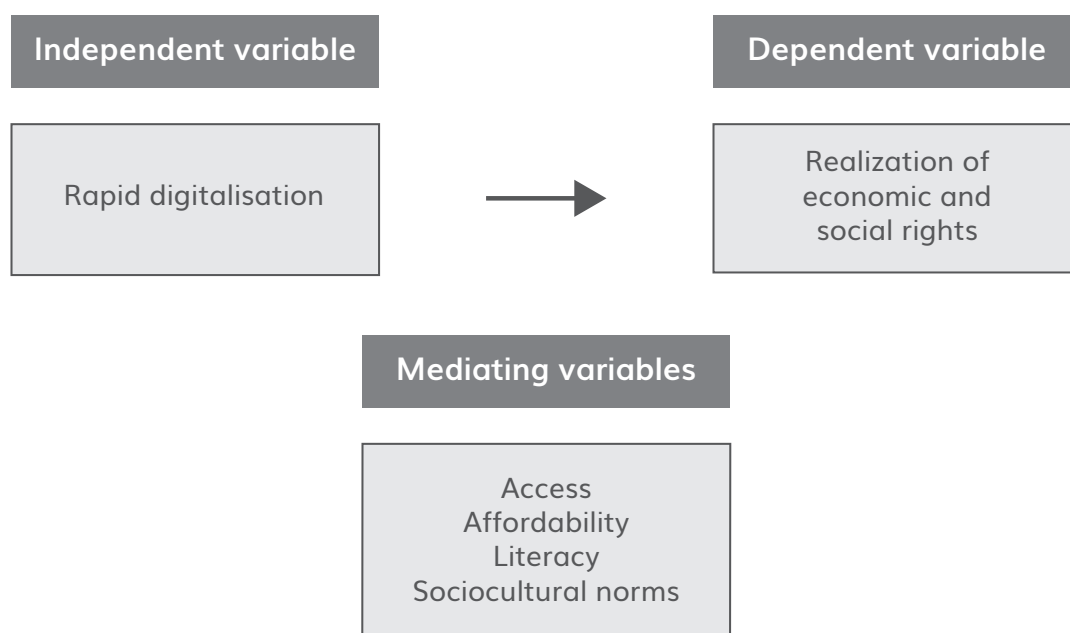 Independent variable
Dependent variable
Rapid digitalisation
Realization of
economic and
social rights
Mediating variables
Access
Affordability
Literacy
Sociocultural norms